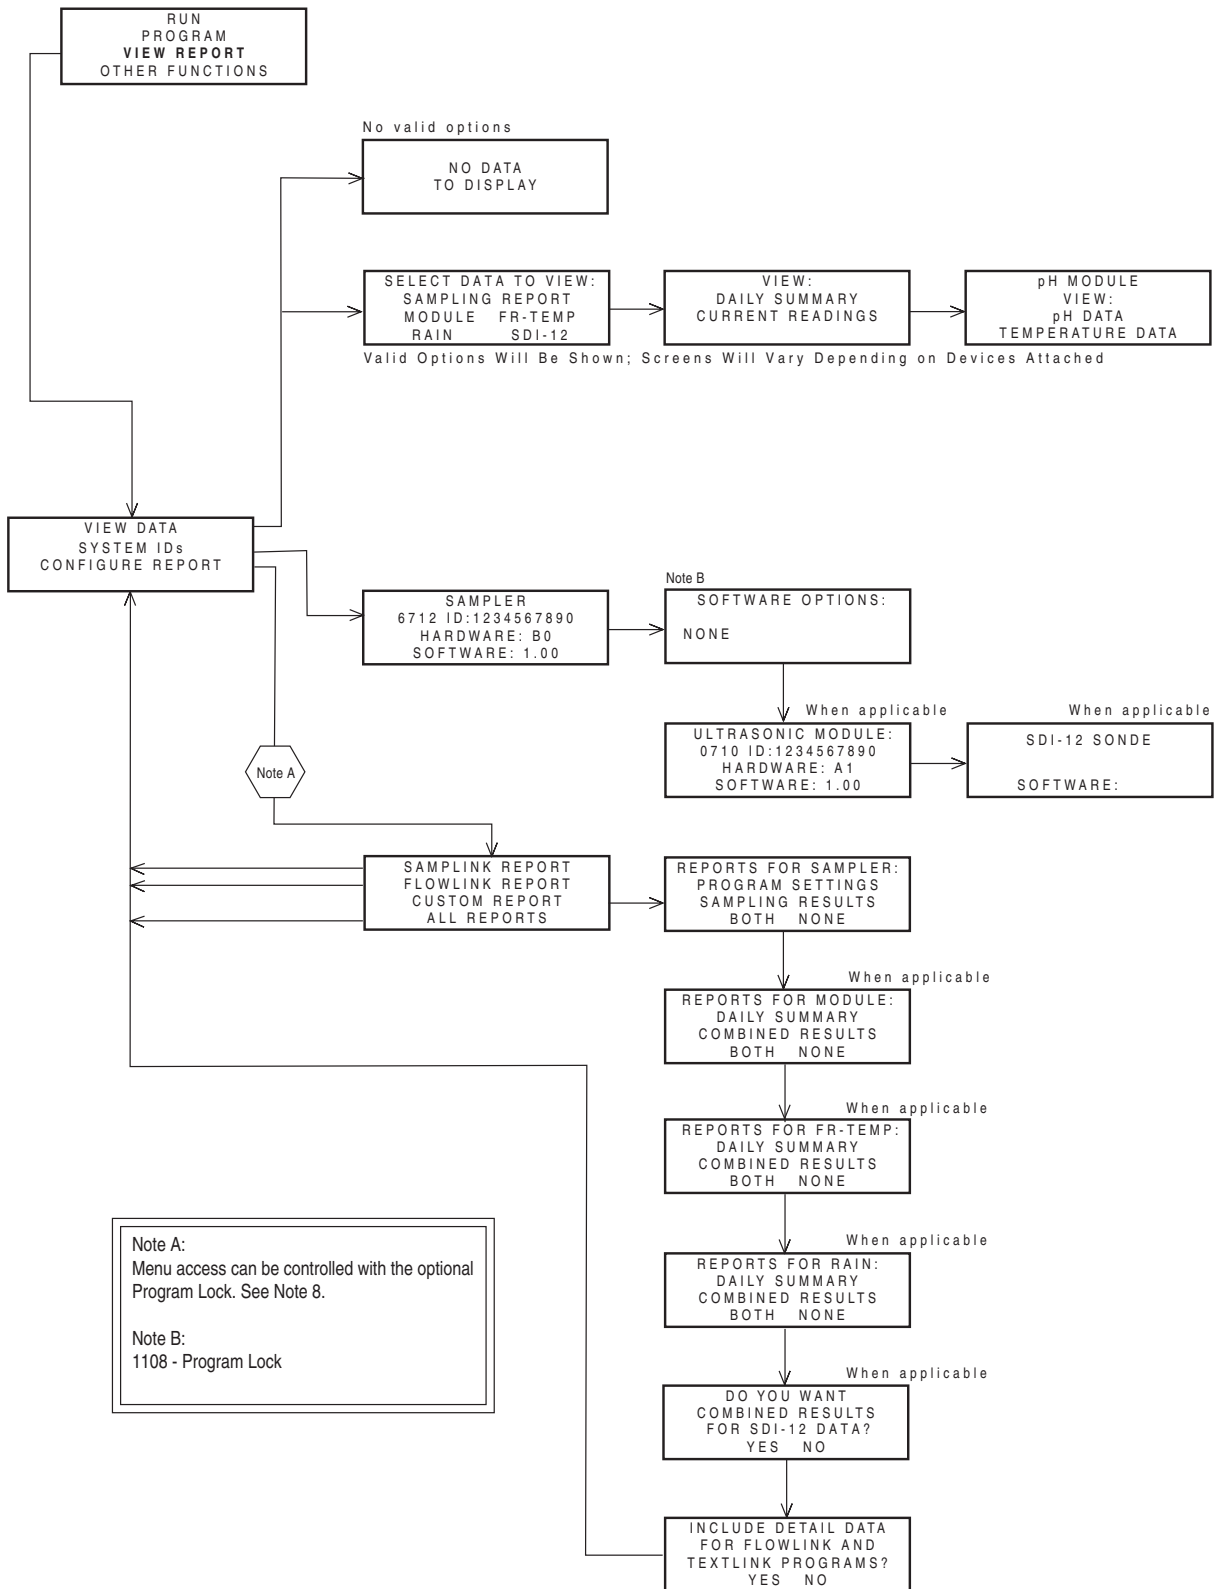 RUN
PROGRAM
VIEW REPORT
OTHER FUNCTIONS
No valid options
NO DATA
TO DISPLAY
SELECT DATA TO VIEW:
SAMPLING REPORT
MODULE FR-TEMP
RAIN SDI-12
VIEW:
DAILY SUMMARY
CURRENT READINGS
pH MODULE
VIEW:
pH DATA
TEMPERATURE DATA
Valid Options Will Be Shown; Screens Will Vary Depending on Devices Attached
VIEW DATA
SYSTEM IDs
CONFIGURE REPORT
SAMPLER
6712 ID:1234567890
HARDWARE: B0
SOFTWARE: 1.00
Note B
SOFTWARE OPTIONS:
NONE
When applicable
ULTRASONIC MODULE:
0710 ID:1234567890
HARDWARE: A1
SOFTWARE: 1.00
When applicable
SDI-12 SONDE
SOFTWARE:
Note A
SAMPLINK REPORT
FLOWLINK REPORT
CUSTOM REPORT
ALL REPORTS
REPORTS FOR SAMPLER:
PROGRAM SETTINGS
SAMPLING RESULTS
BOTH NONE
When applicable
REPORTS FOR MODULE:
DAILY SUMMARY
COMBINED RESULTS
BOTH NONE
When applicable
REPORTS FOR FR-TEMP:
DAILY SUMMARY
COMBINED RESULTS
BOTH NONE
When applicable
REPORTS FOR RAIN:
DAILY SUMMARY
COMBINED RESULTS
BOTH NONE
When applicable
DO YOU WANT
COMBINED RESULTS
FOR SDI-12 DATA?
YES NO
INCLUDE DETAIL DATA
FOR FLOWLINK AND
TEXTLINK PROGRAMS?
YES NO
Note A:
Menu access can be controlled with the optional
Program Lock. See Note 8.
Note B:
1108 - Program Lock